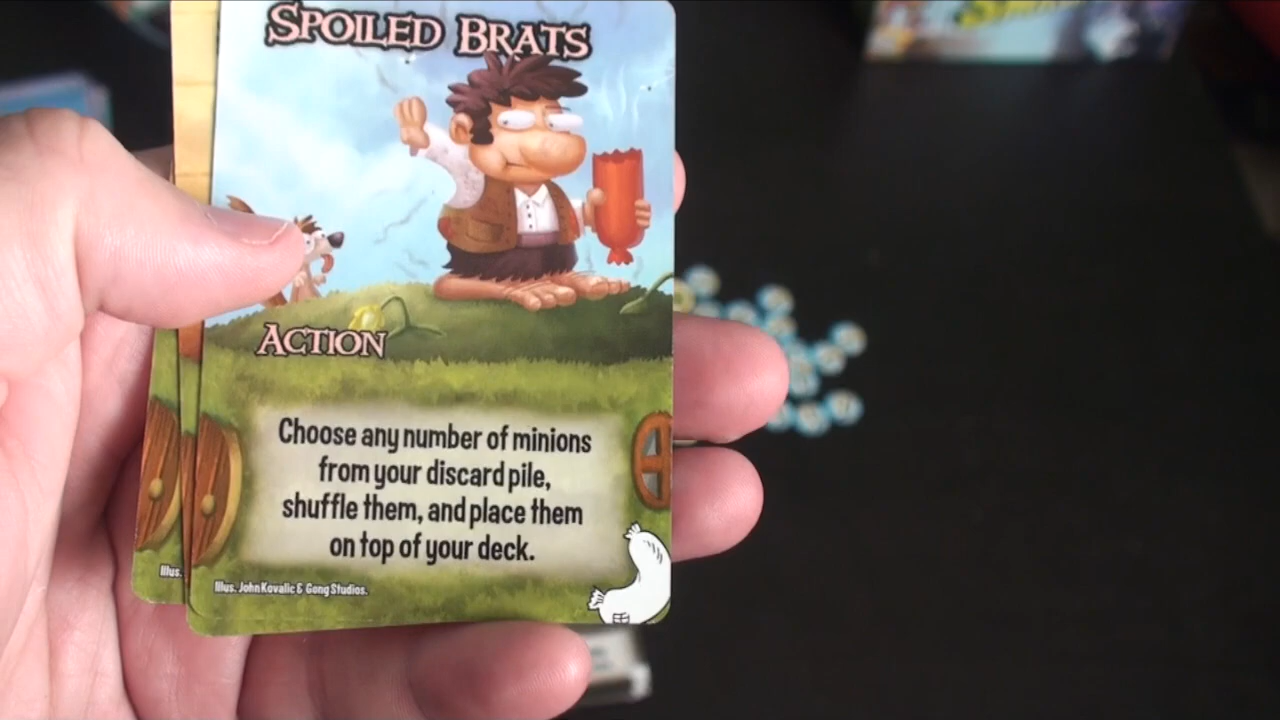 SPOILED BRATS
ACTION
Choose any number of minions
from your discard pile,
shuffle them, and place them
on top of your deck.
Illus.
Illus. John Kovalic & Gong Studios.